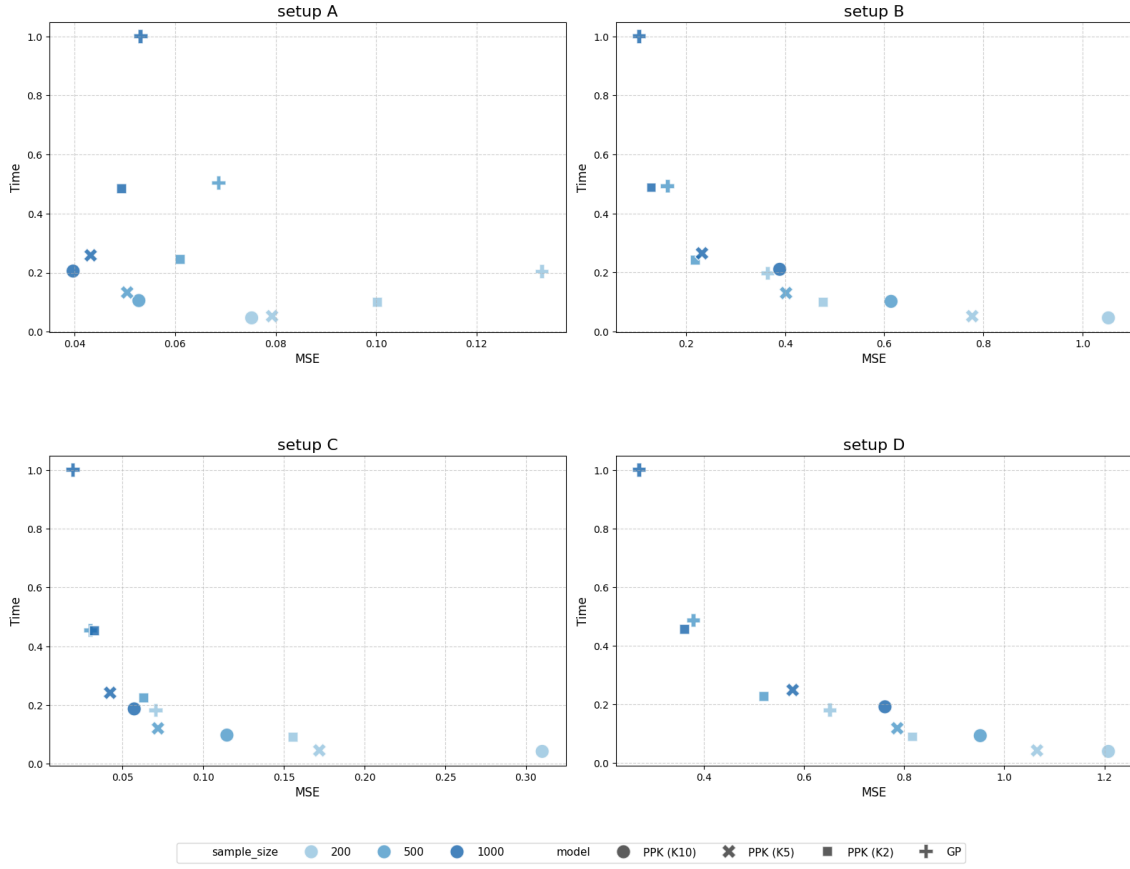 setup A
1.0
0.8
0.6
0.4
0.2
0.0
Time
0.04 0.06 0.08 0.10 0.12
MSE
setup B
1.0
0.8
0.6
0.4
0.2
0.0
Time
0.2 0.4 0.6 0.8 1.0
MSE
setup C
1.0
0.8
0.6
0.4
0.2
0.0
Time
0.05 0.10 0.15 0.20 0.25 0.30
MSE
setup D
1.0
0.8
0.6
0.4
0.2
0.0
Time
0.4 0.6 0.8 1.0 1.2
MSE
sample_size 200 500 1000 model PPK (K10) PPK (K5) PPK (K2) GP